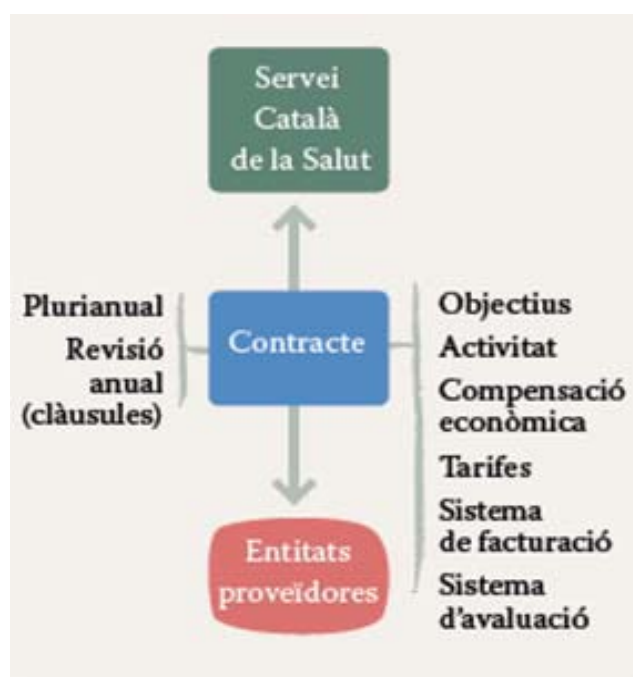 Servei
Català
de la Salut
Plurianual
Revisió
anual
(clàusules)
Contracte
Objectius
Activitat
Compensació
econòmica
Tarifes
Sistema
de facturació
Sistema
d'avaluació
Entitats
proveïdores